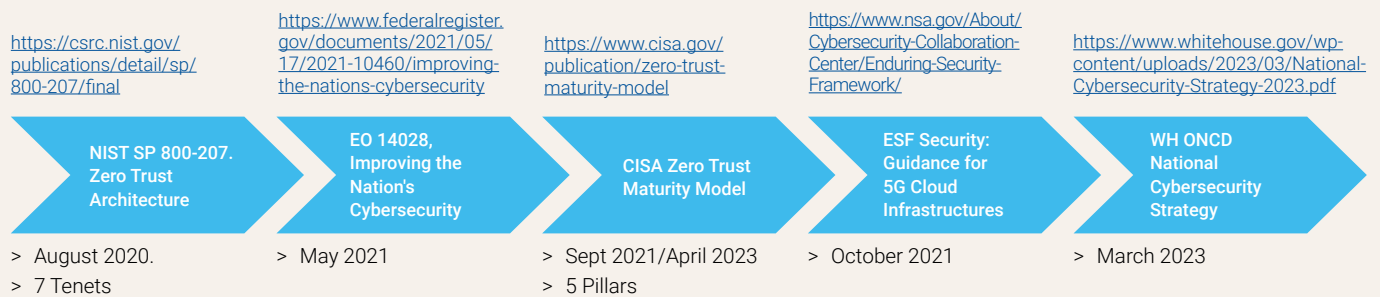 https://csrc.nist.gov/
publications/detail/sp/
800-207/final
https://www.federalregister.
gov/documents/2021/05/
17/2021-10460/improving-
the-nations-cybersecurity
https://www.cisa.gov/
publication/zero-trust-
maturity-model
https://www.nsa.gov/About/
Cybersecurity-Collaboration-
Center/Enduring-Security-
Framework/
https://www.whitehouse.gov/wp-
content/uploads/2023/03/National-
Cybersecurity-Strategy-2023.pdf
NIST SP 800-207.
Zero Trust
Architecture
EO 14028,
Improving the
Nation's
Cybersecurity
CISA Zero Trust
Maturity Model
ESF Security:
Guidance for
5G Cloud
Infrastructures
WH ONCD
National
Cybersecurity
Strategy
> August 2020.
> 7 Tenets
> May 2021
> Sept 2021/April 2023
> 5 Pillars
> October 2021
> March 2023